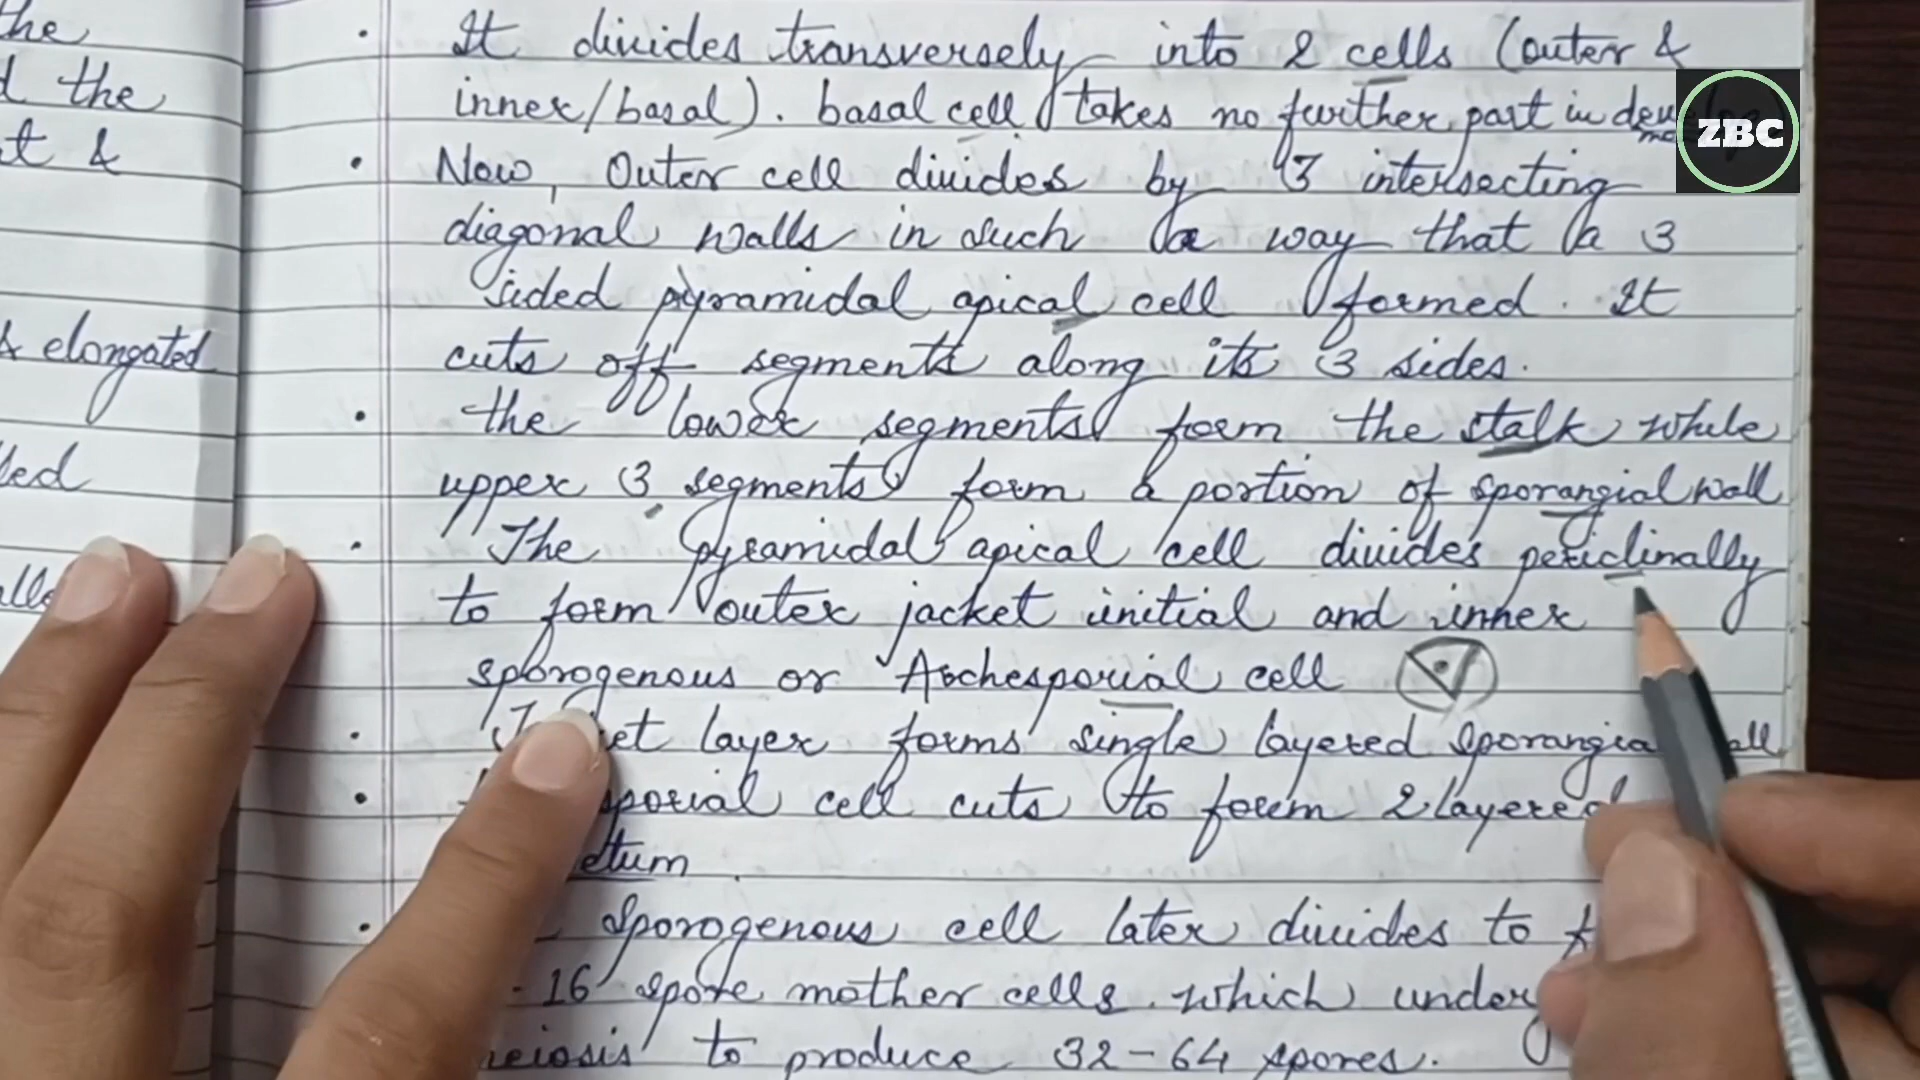 the
d the
t &
& elongated
ded
alls
• It divides transversely into 2 cells (outer &
inner/basal). basal cell takes no further part in
ZBC
• Now, Outer cell divides by 3 intersecting
diagonal walls in such a way that a 3
sided pyramidal apical cell formed. It
cuts off segments along its 3 sides.
• the lower segments form the stalk while
upper 3 segments form a portion of sporangial wall
• The pyramidal apical cell divides periclinally
to form outer jacket initial and inner
sporogenous or Archesporial cell
• layer forms single layered
• cell cuts to form 2 layered
etum.
• Sporogenous cell later divides to
16 spore mother cells which
to produce 32-64 spores.